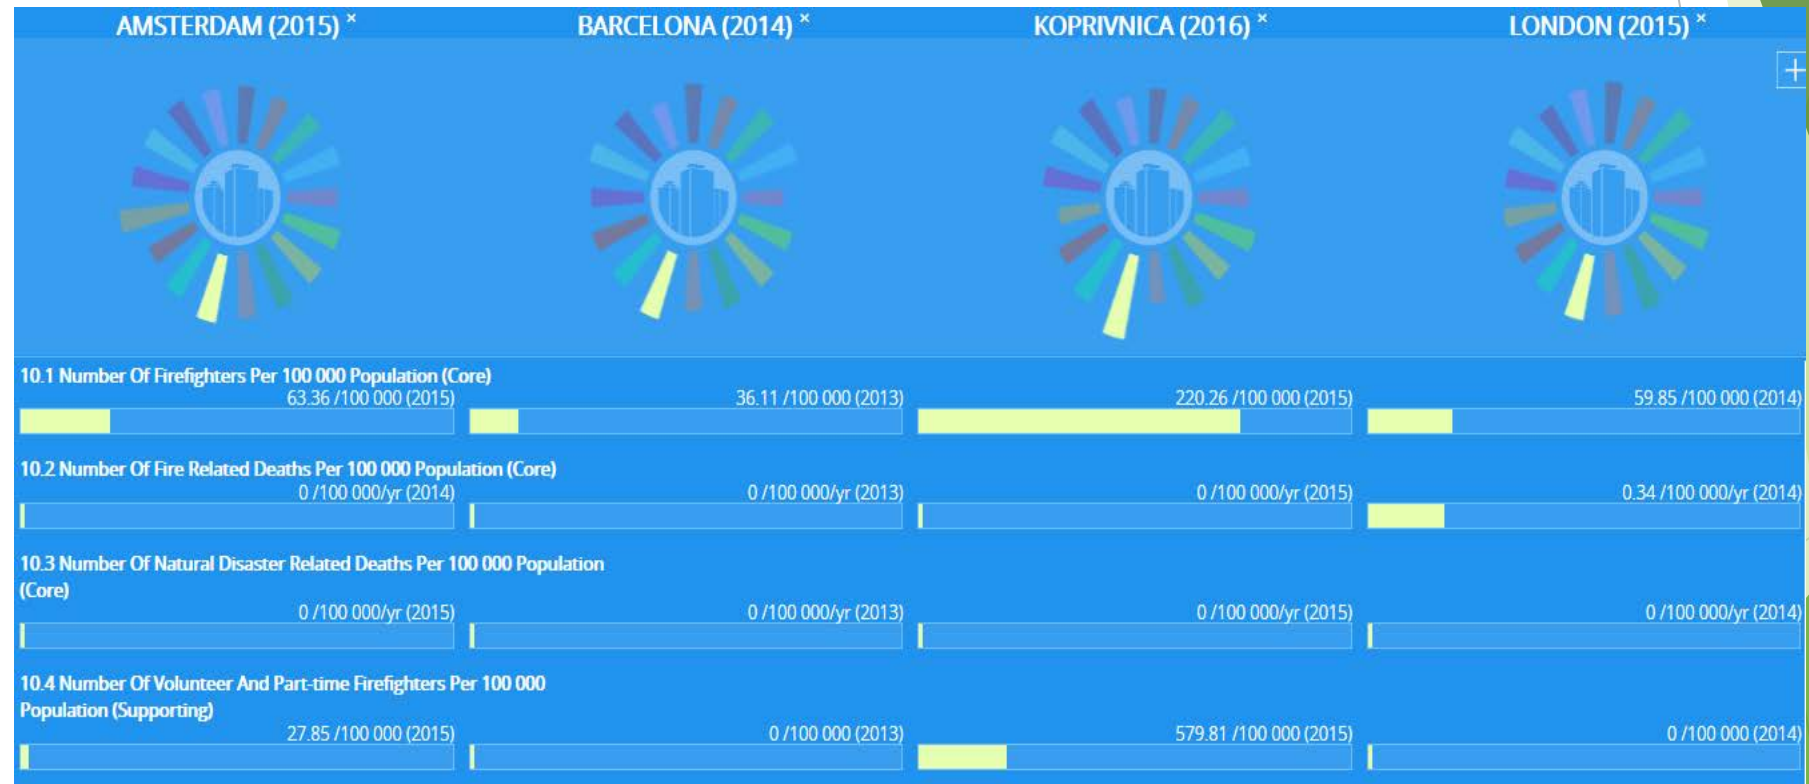 AMSTERDAM (2015) × BARCELONA (2014) × KOPRIVNICA (2016) × LONDON (2015) ×
+
10.1 Number Of Firefighters Per 100 000 Population (Core)
63.36 /100 000 (2015) 36.11 /100 000 (2013) 220.26 /100 000 (2015) 59.85 /100 000 (2014)
10.2 Number Of Fire Related Deaths Per 100 000 Population (Core)
0 /100 000/yr (2014) 0 /100 000/yr (2013) 0 /100 000/yr (2015) 0.34 /100 000/yr (2014)
10.3 Number Of Natural Disaster Related Deaths Per 100 000 Population
(Core)
0 /100 000/yr (2015) 0 /100 000/yr (2013) 0 /100 000/yr (2015) 0 /100 000/yr (2014)
10.4 Number Of Volunteer And Part-time Firefighters Per 100 000
Population (Supporting)
27.85 /100 000 (2015) 0 /100 000 (2013) 579.81 /100 000 (2015) 0 /100 000 (2014)